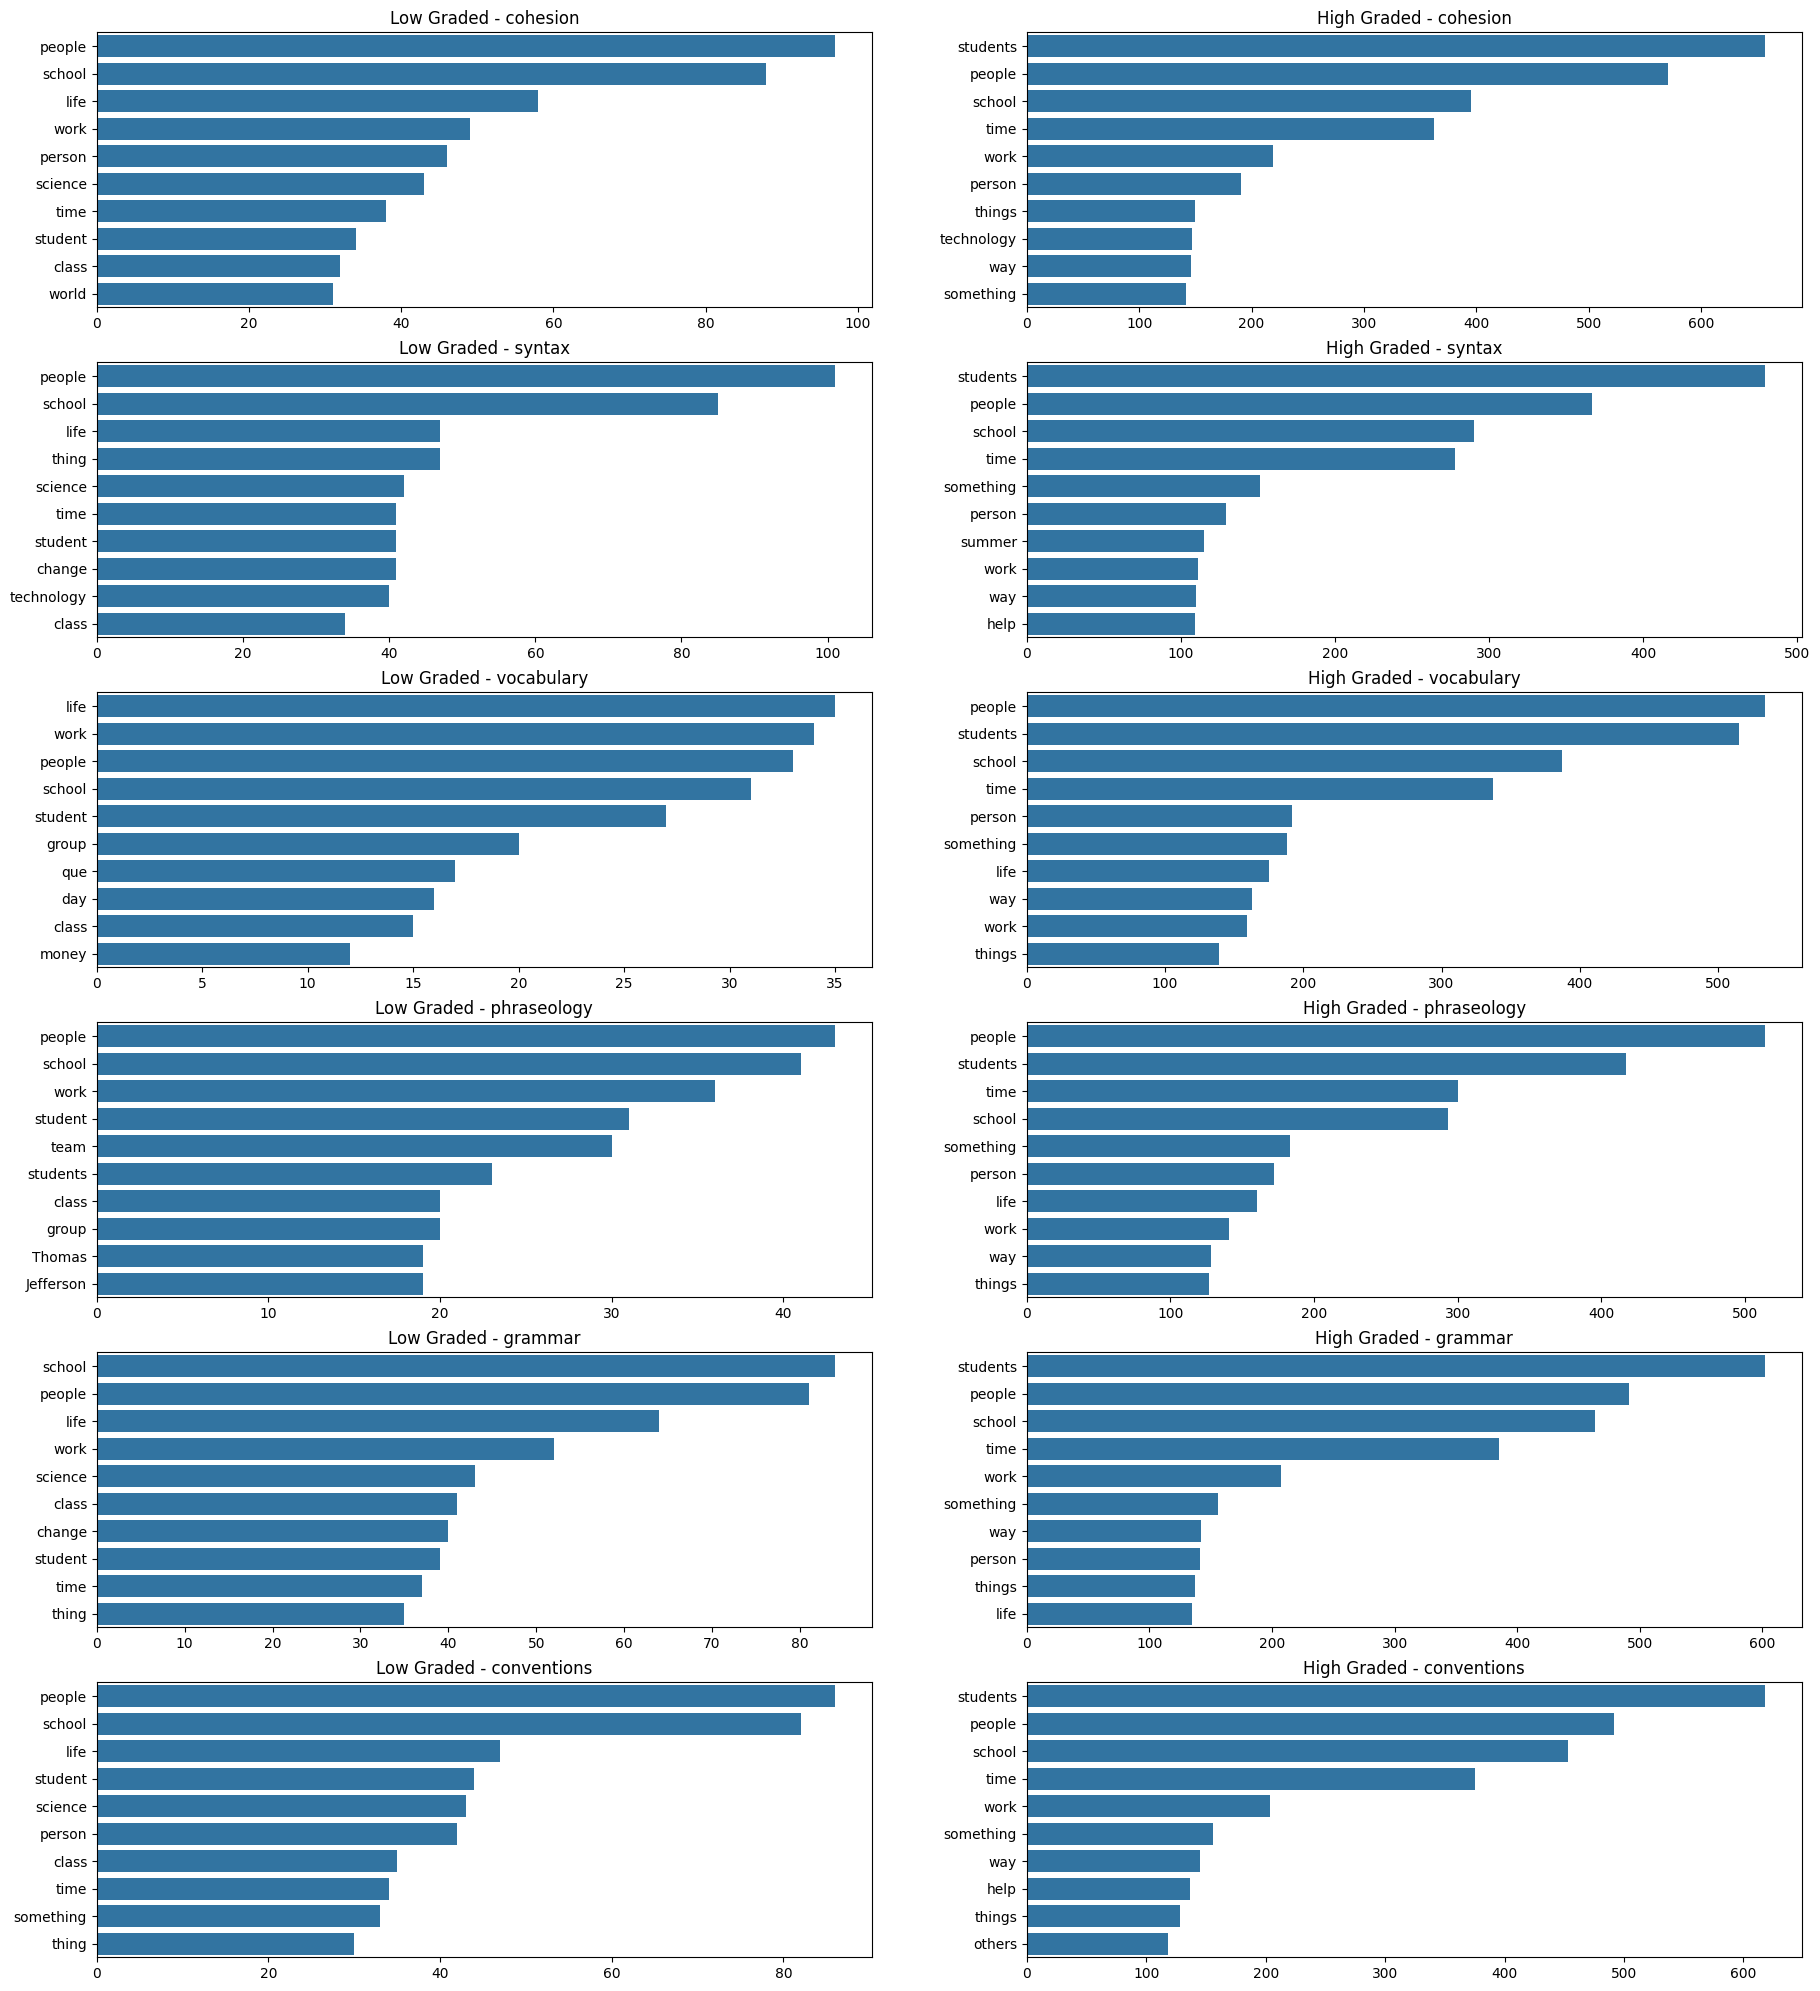 Low Graded - cohesion
people
school
life
work
person
science
time
student
class
world
0 20 40 60 80 100
High Graded - cohesion
students
people
school
time
work
person
things
technology
way
something
0 100 200 300 400 500 600
Low Graded - syntax
people
school
life
thing
science
time
student
change
technology
class
0 20 40 60 80 100
High Graded - syntax
students
people
school
time
something
person
summer
work
way
help
0 100 200 300 400 500
Low Graded - vocabulary
life
work
people
school
student
group
que
day
class
money
0 5 10 15 20 25 30 35
High Graded - vocabulary
people
students
school
time
person
something
life
way
work
things
0 100 200 300 400 500
Low Graded - phraseology
people
school
work
student
team
students
class
group
Thomas
Jefferson
0 10 20 30 40
High Graded - phraseology
people
students
time
school
something
person
life
work
way
things
0 100 200 300 400 500
Low Graded - grammar
school
people
life
work
science
class
change
student
time
thing
0 10 20 30 40 50 60 70 80
High Graded - grammar
students
people
school
time
work
something
way
person
things
life
0 100 200 300 400 500 600
Low Graded - conventions
people
school
life
student
science
person
class
time
something
thing
0 20 40 60 80
High Graded - conventions
students
people
school
time
work
something
way
help
things
others
0 100 200 300 400 500 600